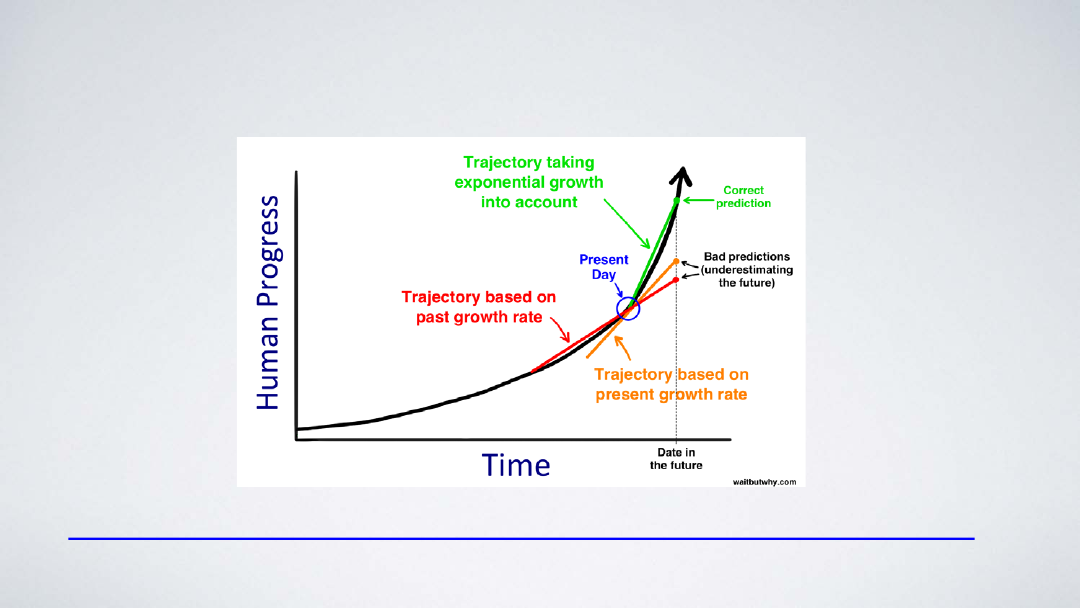 Trajectory taking
exponential growth
into account
Correct
prediction
Present
Day
Bad predictions
(underestimating
the future)
Trajectory based on
past growth rate
Trajectory based on
present growth rate
Human Progress
Time
Date in
the future
waitbutwhy.com